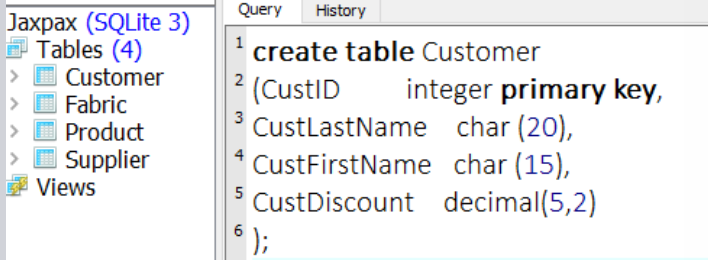 Jaxpax (SQLite 3)
Tables (4)
Customer
Fabric
Product
Supplier
Views
Query History
1 create table Customer
2 (CustID integer primary key,
3 CustLastName char (20),
4 CustFirstName char (15),
5 CustDiscount decimal(5,2)
6 );